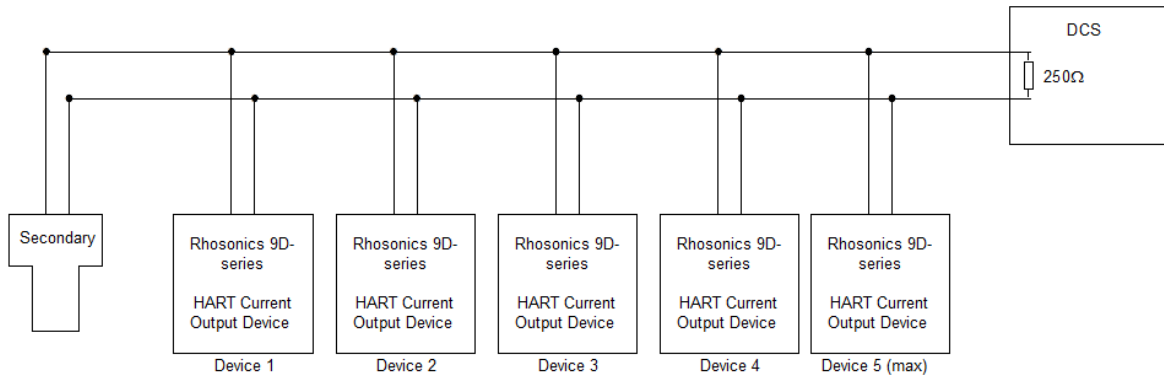 DCS
250Ω
Secondary
Rhosonics 9D-
series
HART Current
Output Device
Device 1
Rhosonics 9D-
series
HART Current
Output Device
Device 2
Rhosonics 9D-
series
HART Current
Output Device
Device 3
Rhosonics 9D-
series
HART Current
Output Device
Device 4
Rhosonics 9D-
series
HART Current
Output Device
Device 5 (max)